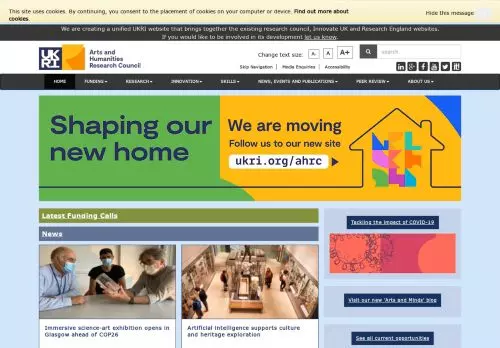 This site uses cookies. By continuing, you consent to the placement of cookies on your computer or device. Find out more about cookies.
Hide this message
We are creating a unified UKRI website that brings together the existing research council, Innovate UK and Research England websites.
If you would like to be involved in its development let us know.
UK
RI
Arts and
Humanities
Research Council
Change text size:
A-
A
A+
Search
Skip Navigation | Media Enquiries | Accessibility
HOME
FUNDING
RESEARCH
INNOVATION
SKILLS
NEWS, EVENTS AND PUBLICATIONS
PEER REVIEW
ABOUT US
Shaping our
new home
We are moving
Follow us to our new site
ukri.org/ahrc
Latest Funding Calls
News
Immersive science-art exhibition opens in
Glasgow ahead of COP26
Artificial Intelligence supports culture
and heritage exploration
Tackling the impact of COVID-19
Visit our new 'Arts and Minds' blog
See all current opportunities